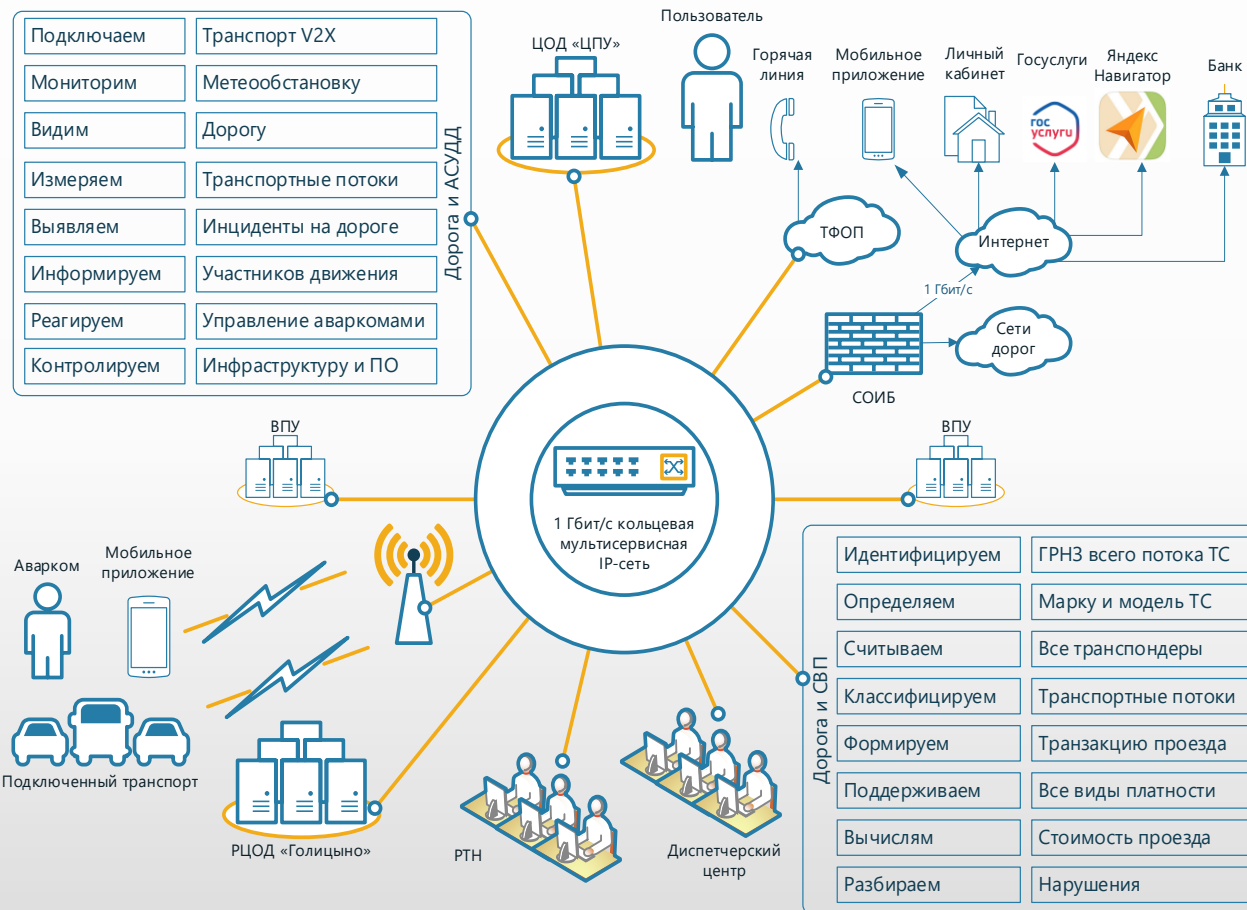 Подключаем Транспорт V2X
Мониторим Метеообстановку
Видим Дорогу
Измеряем Транспортные потоки
Выявляем Инциденты на дороге
Информируем Участников движения
Реагируем Управление аваркомами
Контролируем Инфраструктуру и ПО
Дорога и АСУДД
ЦОД «ЦПУ»
Пользователь
Горячая
линия
Мобильное
приложение
Личный
кабинет
Госуслуги
гос
услуги
Яндекс
Навигатор
Банк
ТФОП
Интернет
1 Гбит/с
Сети
дорог
СОИБ
ВПУ
ВПУ
1 Гбит/с кольцевая
мультисервисная
IP-сеть
Аварком
Мобильное
приложение
Подключенный транспорт
РЦОД «Голицыно»
РТН
Диспетчерский
центр
Дорога и СВП
Идентифицируем ГРНЗ всего потока ТС
Определяем Марку и модель ТС
Считываем Все транспондеры
Классифицируем Транспортные потоки
Формируем Транзакцию проезда
Поддерживаем Все виды платности
Вычислям Стоимость проезда
Разбираем Нарушения